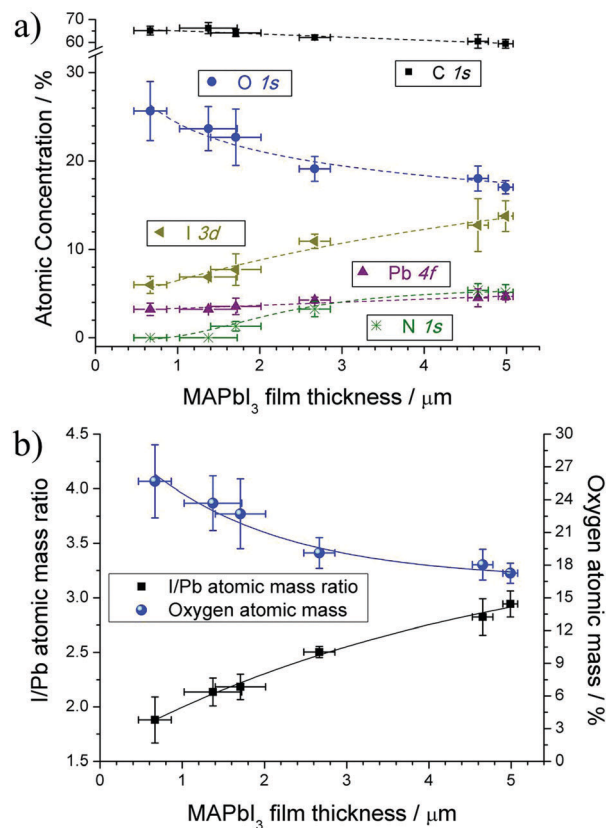 a)
70
60
30
20
10
0
Atomic Concentration / %
C 1s
O 1s
I 3d
Pb 4f
N 1s
0 1 2 3 4 5
MAPbI₃ film thickness / μm
b)
4.5
4.0
3.5
3.0
2.5
2.0
1.5
I/Pb atomic mass ratio
I/Pb atomic mass ratio
Oxygen atomic mass
30
27
24
21
18
15
12
9
6
3
0
Oxygen atomic mass / %
0 1 2 3 4 5
MAPbI₃ film thickness / μm